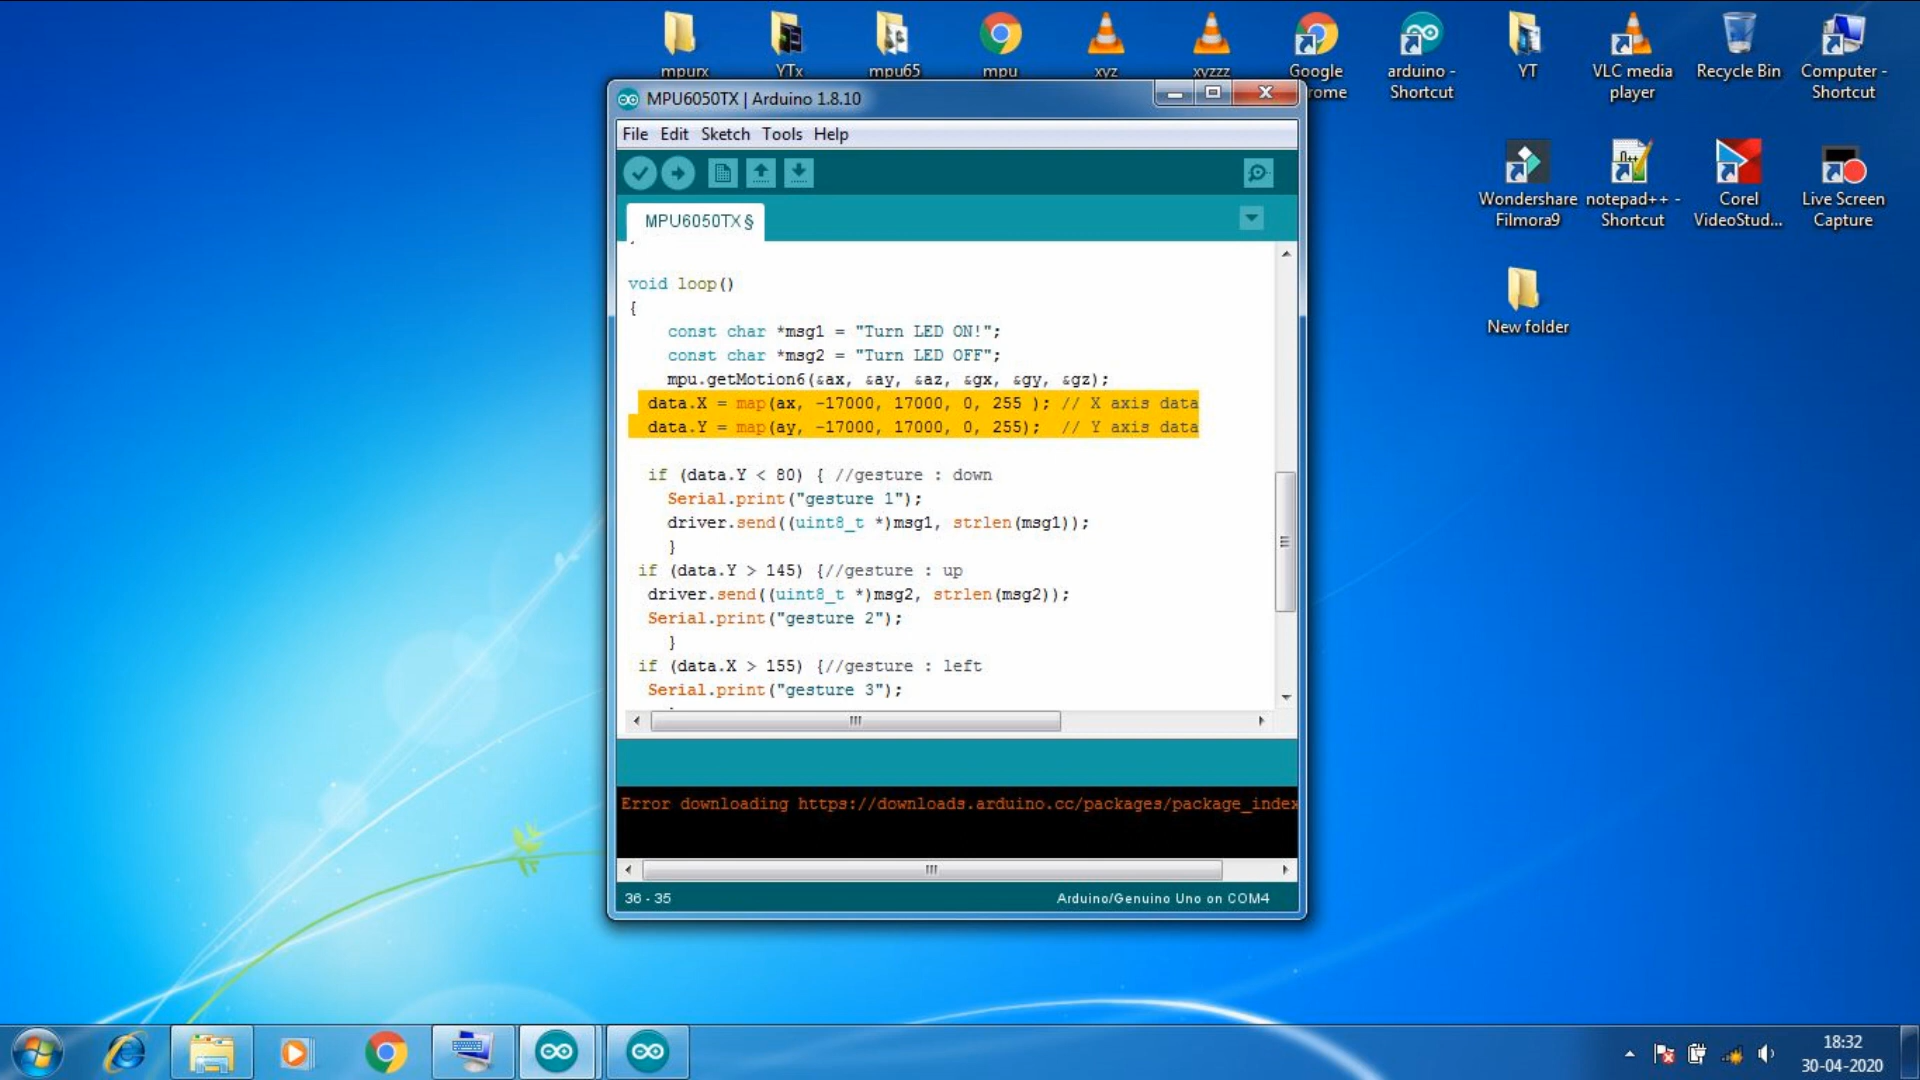 mpurx
YTx
mpu65
mpu
xyz
xyzzz
Google
rome
arduino -
Shortcut
YT
VLC media
player
Recycle Bin
Computer -
Shortcut
Wondershare
Filmora9
notepad++ -
Shortcut
Corel
VideoStud...
Live Screen
Capture
New folder
MPU6050TX | Arduino 1.8.10
File Edit Sketch Tools Help
MPU6050TX §
void loop()
{
const char *msg1 = "Turn LED ON!";
const char *msg2 = "Turn LED OFF";
mpu.getMotion6(&ax, &ay, &az, &gx, &gy, &gz);
data.X = map(ax, -17000, 17000, 0, 255 ); // X axis data
data.Y = map(ay, -17000, 17000, 0, 255);  // Y axis data
if (data.Y < 80) { //gesture : down
Serial.print("gesture 1");
driver.send((uint8_t *)msg1, strlen(msg1));
}
if (data.Y > 145) {//gesture : up
driver.send((uint8_t *)msg2, strlen(msg2));
Serial.print("gesture 2");
}
if (data.X > 155) {//gesture : left
Serial.print("gesture 3");
Error downloading https://downloads.arduino.cc/packages/package_index
36 - 35
Arduino/Genuino Uno on COM4
18:32
30-04-2020